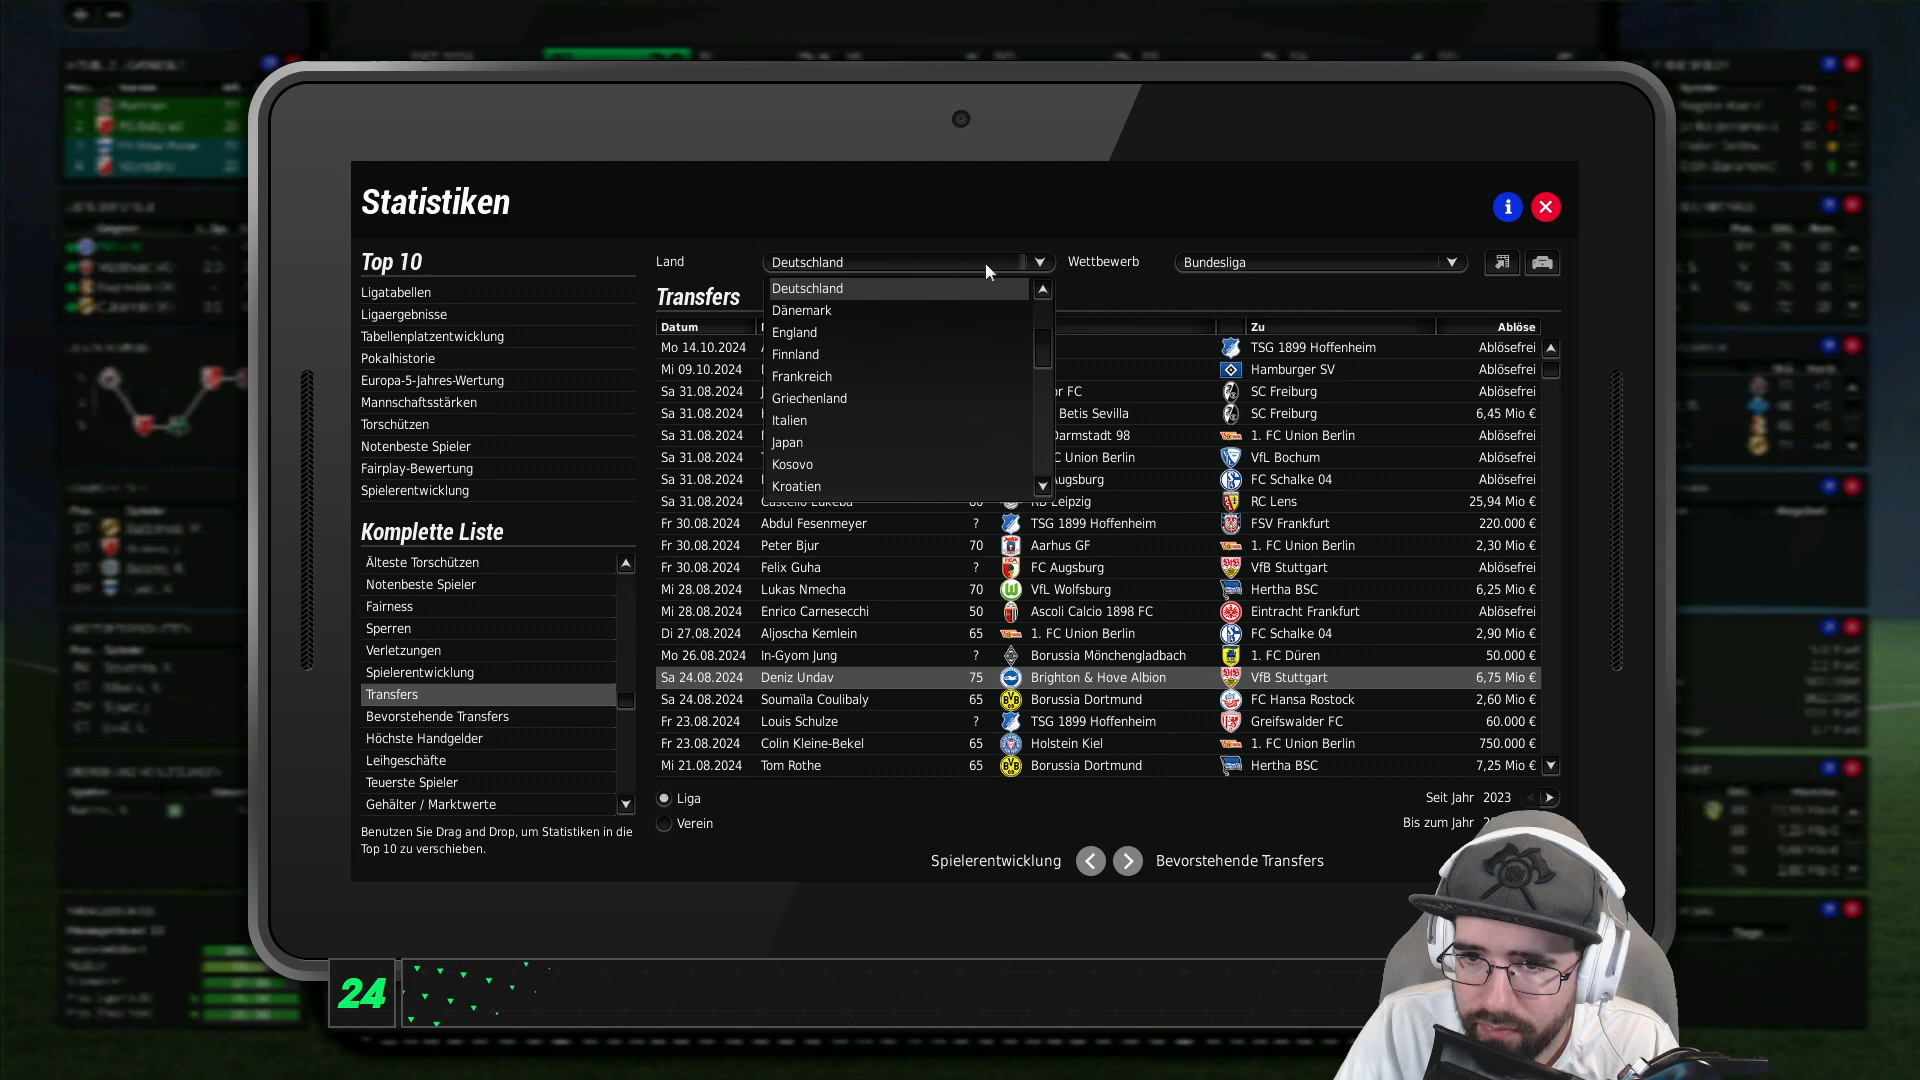 Statistiken
Top 10
Ligatabellen
Ligaergebnisse
Tabellenplatzentwicklung
Pokalhistorie
Europa-5-Jahres-Wertung
Mannschaftsstärken
Torschützen
Notenbeste Spieler
Fairplay-Bewertung
Spielerentwicklung
Komplette Liste
Älteste Torschützen
Notenbeste Spieler
Fairness
Sperren
Verletzungen
Spielerentwicklung
Transfers
Bevorstehende Transfers
Höchste Handgelder
Leihgeschäfte
Teuerste Spieler
Gehälter / Marktwerte
Benutzen Sie Drag and Drop, um Statistiken in die
Top 10 zu verschieben.
Land Deutschland Wettbewerb Bundesliga
Deutschland
Dänemark
England
Finnland
Frankreich
Griechenland
Italien
Japan
Kosovo
Kroatien
Transfers
Datum Zu Ablöse
Mo 14.10.2024 TSG 1899 Hoffenheim Ablösefrei
Mi 09.10.2024 Hamburger SV Ablösefrei
Sa 31.08.2024 or FC SC Freiburg Ablösefrei
Sa 31.08.2024 Betis Sevilla SC Freiburg 6,45 Mio €
Sa 31.08.2024 Darmstadt 98 1. FC Union Berlin Ablösefrei
Sa 31.08.2024 C Union Berlin VfL Bochum Ablösefrei
Sa 31.08.2024 Augsburg FC Schalke 04 Ablösefrei
Sa 31.08.2024 Castello Lukeba 80 RB Leipzig RC Lens 25,94 Mio €
Fr 30.08.2024 Abdul Fesenmeyer ? TSG 1899 Hoffenheim FSV Frankfurt 220.000 €
Fr 30.08.2024 Peter Bjur 70 Aarhus GF 1. FC Union Berlin 2,30 Mio €
Fr 30.08.2024 Felix Guha ? FC Augsburg VfB Stuttgart Ablösefrei
Mi 28.08.2024 Lukas Nmecha 70 VfL Wolfsburg Hertha BSC 6,25 Mio €
Mi 28.08.2024 Enrico Carnesecchi 50 Ascoli Calcio 1898 FC Eintracht Frankfurt Ablösefrei
Di 27.08.2024 Aljoscha Kemlein 65 1. FC Union Berlin FC Schalke 04 2,90 Mio €
Mo 26.08.2024 In-Gyom Jung ? Borussia Mönchengladbach 1. FC Düren 50.000 €
Sa 24.08.2024 Deniz Undav 75 Brighton & Hove Albion VfB Stuttgart 6,75 Mio €
Sa 24.08.2024 Soumaïla Coulibaly 65 Borussia Dortmund FC Hansa Rostock 2,60 Mio €
Fr 23.08.2024 Louis Schulze ? TSG 1899 Hoffenheim Greifswalder FC 60.000 €
Fr 23.08.2024 Colin Kleine-Bekel 65 Holstein Kiel 1. FC Union Berlin 750.000 €
Mi 21.08.2024 Tom Rothe 65 Borussia Dortmund Hertha BSC 7,25 Mio €
Liga
Verein
Seit Jahr 2023
Bis zum Jahr
Spielerentwicklung Bevorstehende Transfers
24